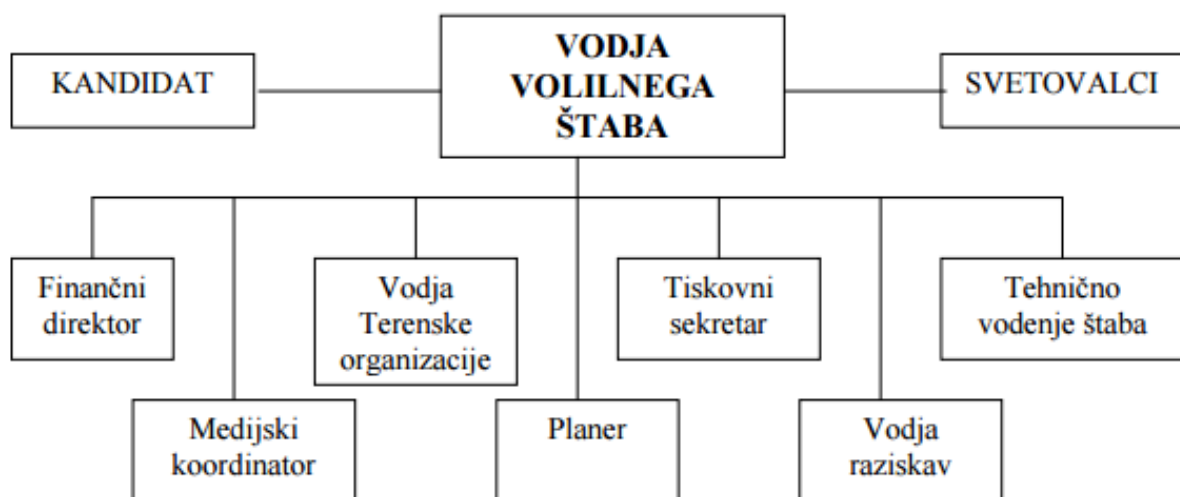 KANDIDAT
VODJA
VOLILNEGA
ŠTABA
SVETOVALCI
Finančni
direktor
Vodja
Terenske
organizacije
Tiskovni
sekretar
Tehnično
vodenje štaba
Medijski
koordinator
Planer
Vodja
raziskav